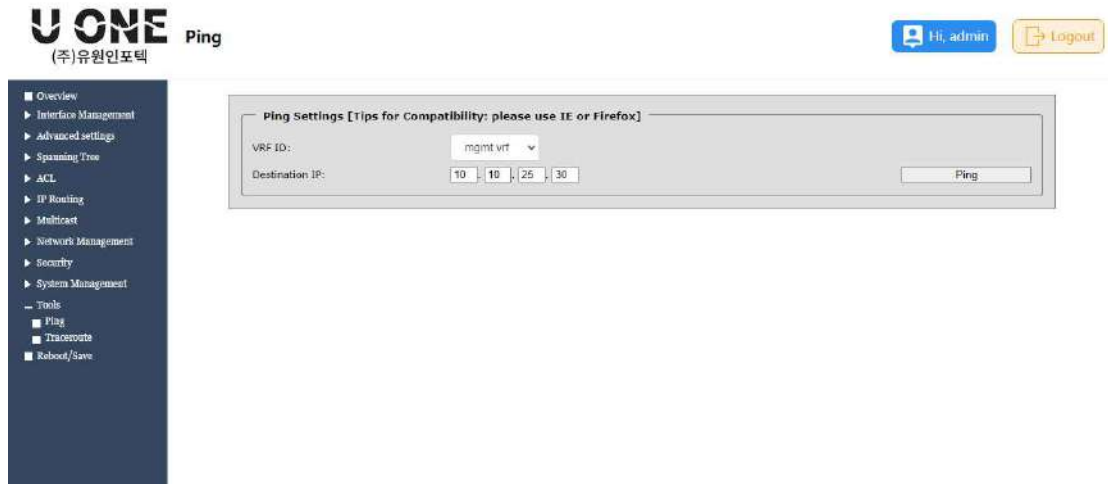 U ONE
(주)유원인포텍
Ping
Hi, admin
Logout
Overview
Interface Management
Advanced settings
Spanning Tree
ACL
IP Routing
Multicast
Network Management
Security
System Management
Tools
Ping
Traceroute
Reboot/Save
Ping Settings [Tips for Compatibility: please use IE or Firefox]
VRF ID: mgmt vrf
Destination IP: 10 . 10 . 25 . 30 Ping